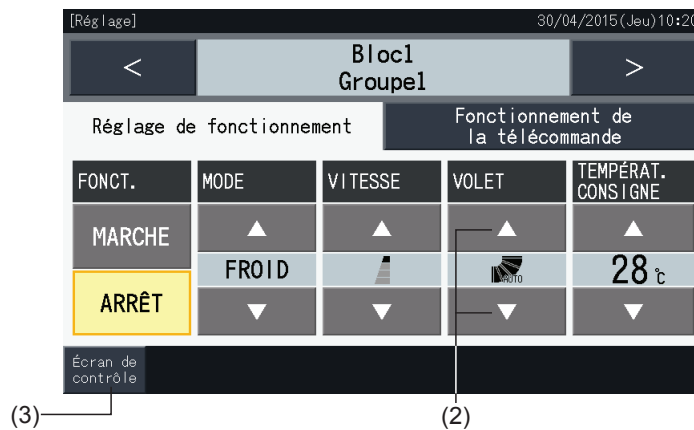 [Réglage]
30/04/2015(Jeu)10:20
<
Bloc1
Groupe1
>
Réglage de fonctionnement
Fonctionnement de
la télécommande
FONCT.
MODE
VITESSE
VOLET
TEMPÉRAT.
CONSIGNE
MARCHE
FROID
AUTO
28℃
ARRÊT
Écran de
contrôle
(3)
(2)